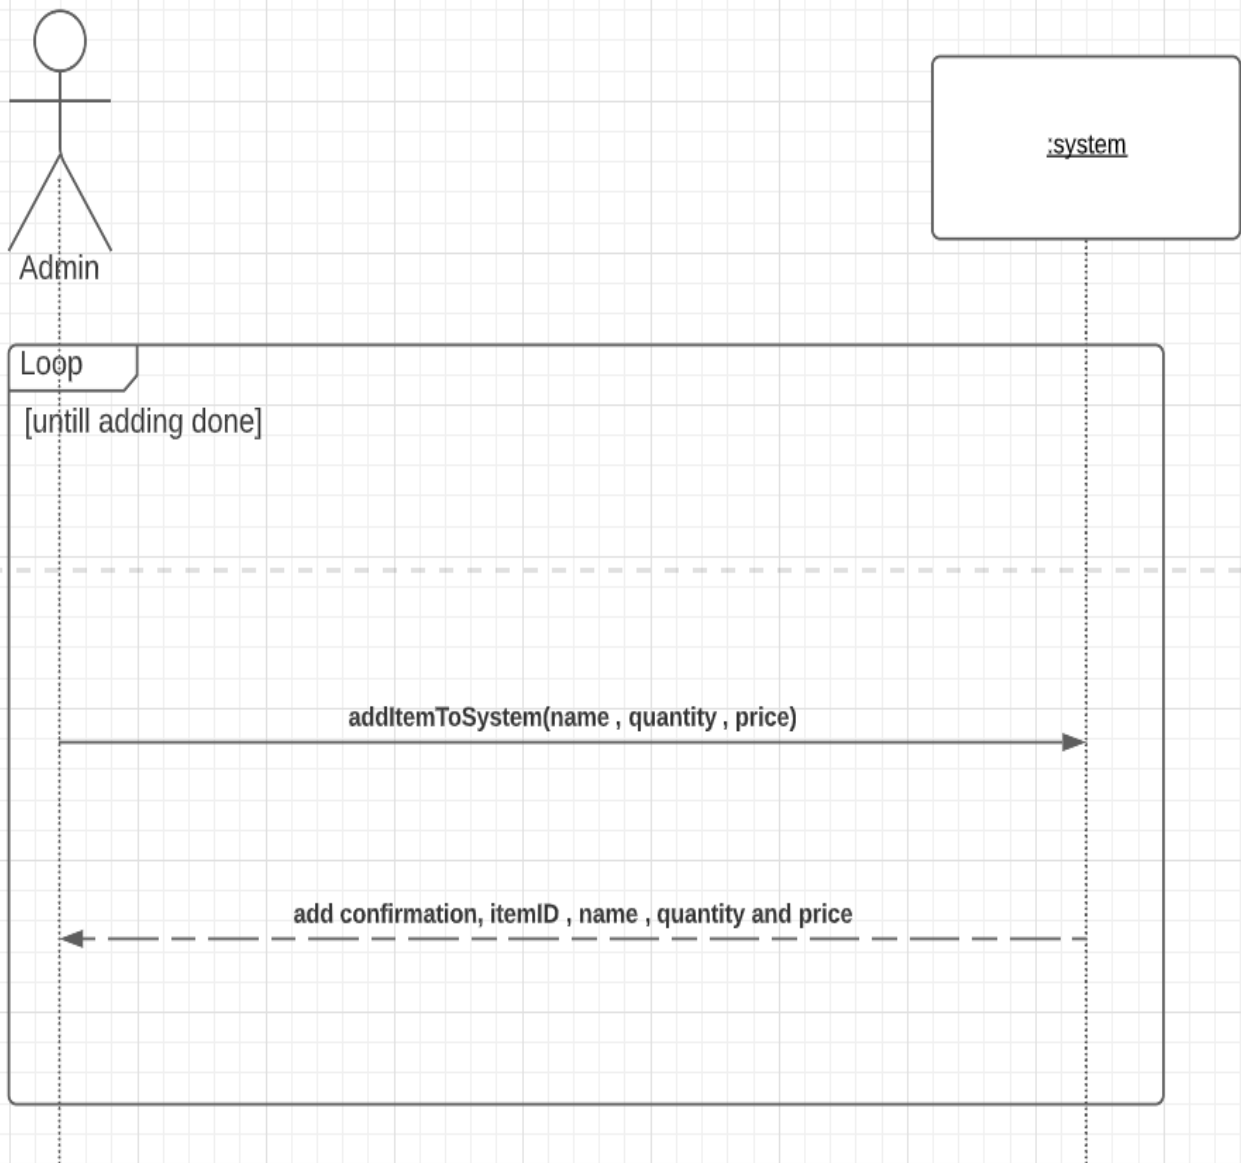 :system
Admin
Loop
[untill adding done]
addItemToSystem(name , quantity , price)
add confirmation, itemID , name , quantity and price